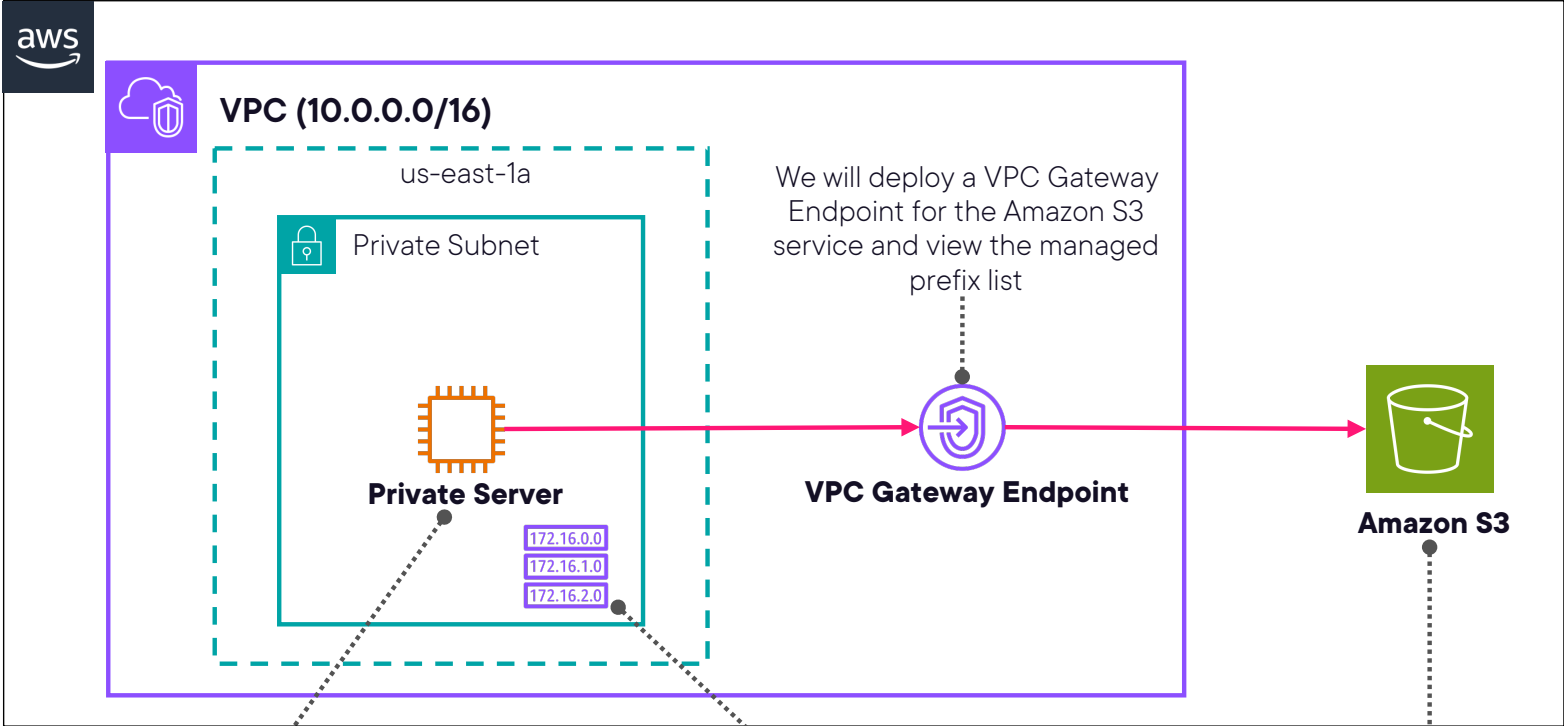 aws
VPC (10.0.0.0/16)
us-east-1a
Private Subnet
We will deploy a VPC Gateway
Endpoint for the Amazon S3
service and view the managed
prefix list
Private Server
172.16.0.0
172.16.1.0
172.16.2.0
VPC Gateway Endpoint
Amazon S3